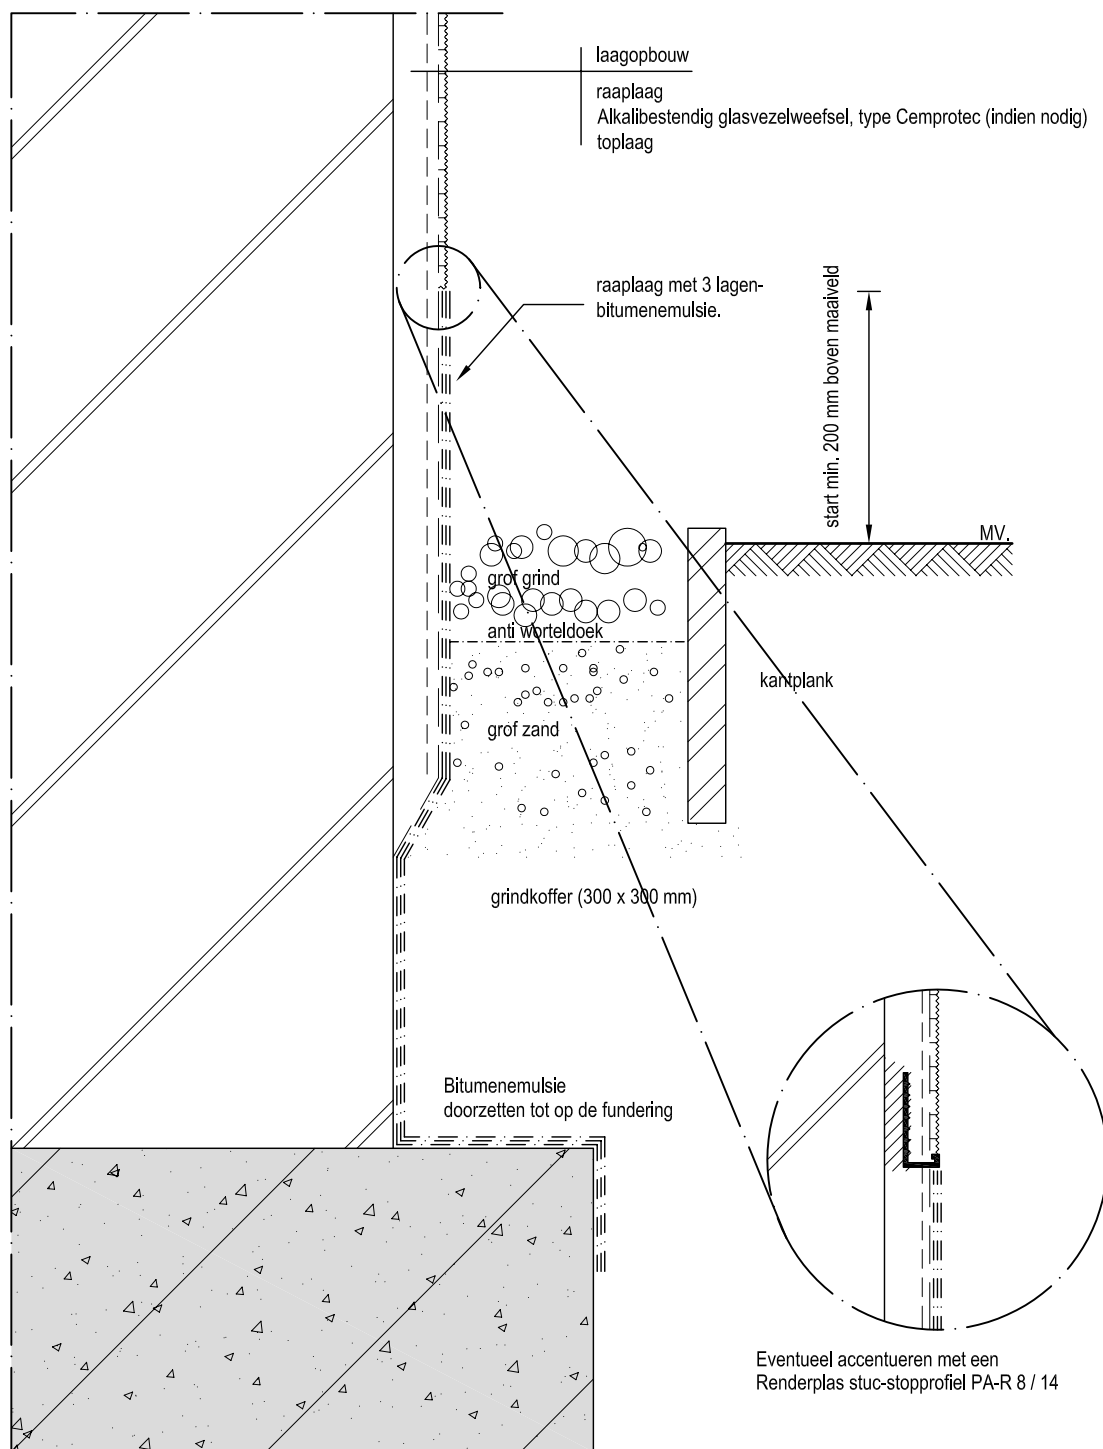 laagopbouw
raaplaag
Alkalibestendig glasvezelweefsel, type Cemprotec (indien nodig)
toplaag
raaplaag met 3 lagen-
bitumenemulsie.
start min. 200 mm boven maaiveld
MV.
grof grind
anti worteldoek
kantplank
grof zand
grindkoffer (300 x 300 mm)
Bitumenemulsie
doorzetten tot op de fundering
Eventueel accentueren met een
Renderplas stuc-stopprofiel PA-R 8 / 14